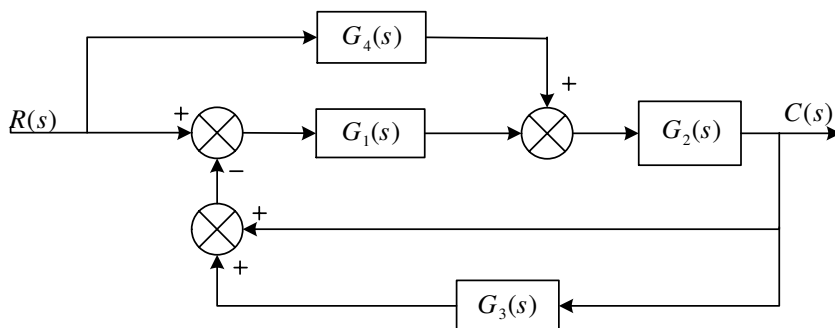 G₄(s)
+
R(s)
+
G₁(s)
G₂(s)
C(s)
−
+
+
G₃(s)